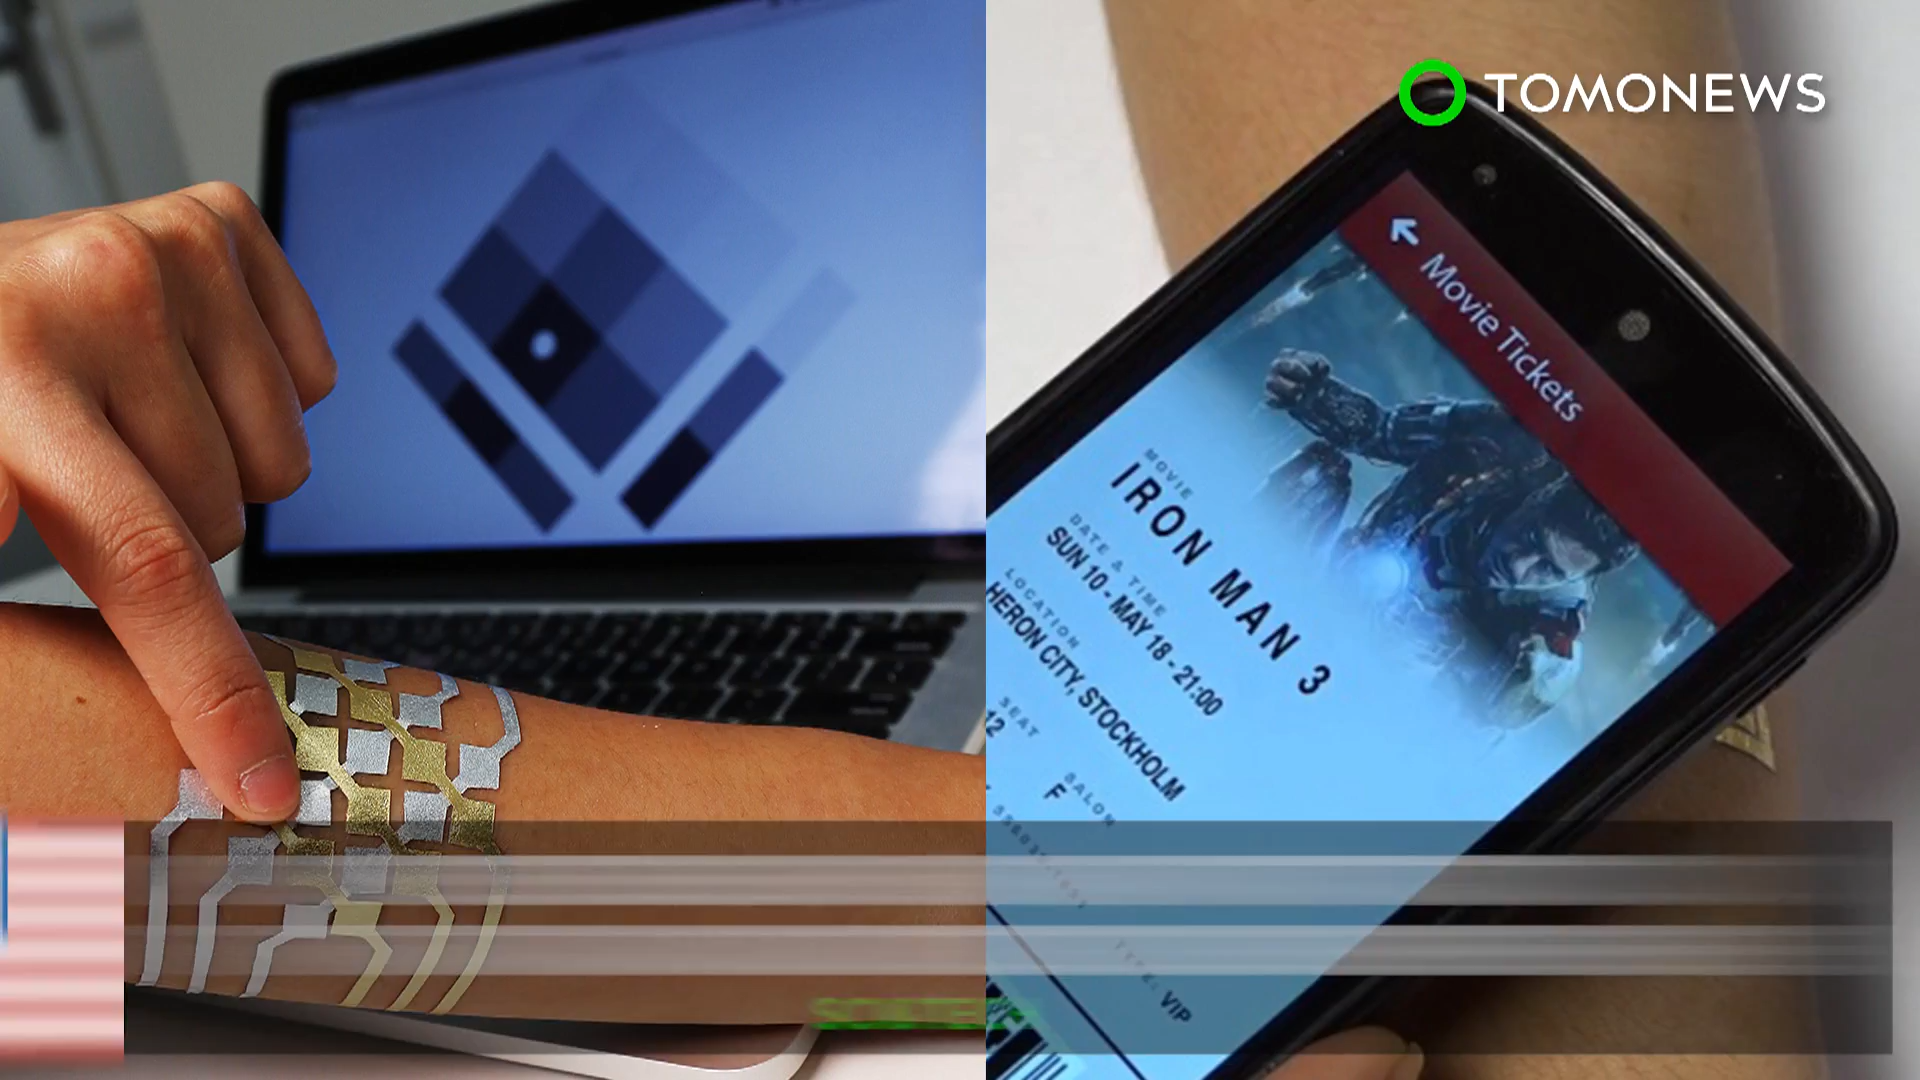 TOMONEWS
Movie Tickets
MOVIE
IRON MAN 3
DATE & TIME
SUN 10 - MAY 18 - 21:00
LOCATION
HERON CITY, STOCKHOLM
SEAT
12
SALON
F
VIP